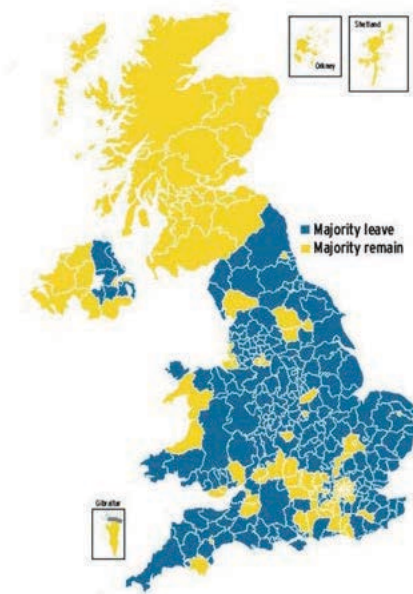 Orkney
Shetland
Majority leave
Majority remain
Gibraltar